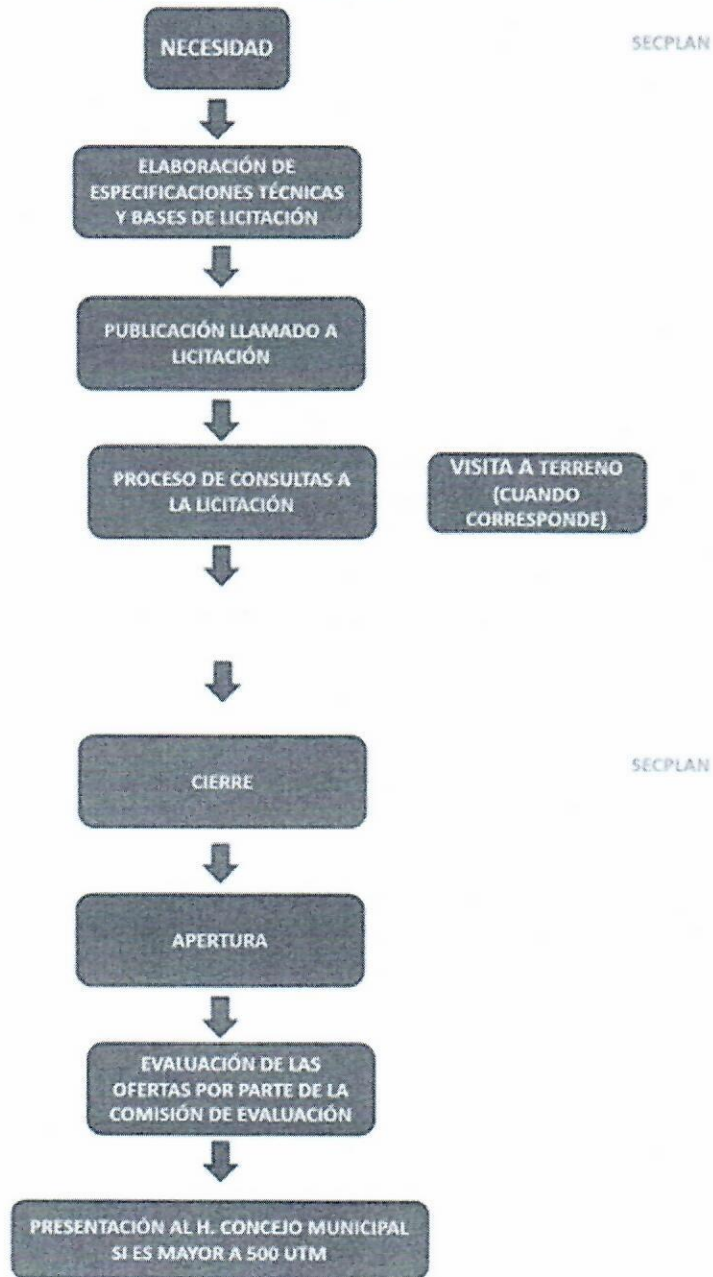 NECESIDAD
SECPLAN
ELABORACIÓN DE
ESPECIFICACIONES TÉCNICAS
Y BASES DE LICITACIÓN
PUBLICACIÓN LLAMADO A
LICITACIÓN
PROCESO DE CONSULTAS A
LA LICITACIÓN
VISITA A TERRENO
(CUANDO
CORRESPONDE)
CIERRE
SECPLAN
APERTURA
EVALUACIÓN DE LAS
OFERTAS POR PARTE DE LA
COMISIÓN DE EVALUACIÓN
PRESENTACIÓN AL H. CONCEJO MUNICIPAL
SI ES MAYOR A 500 UTM